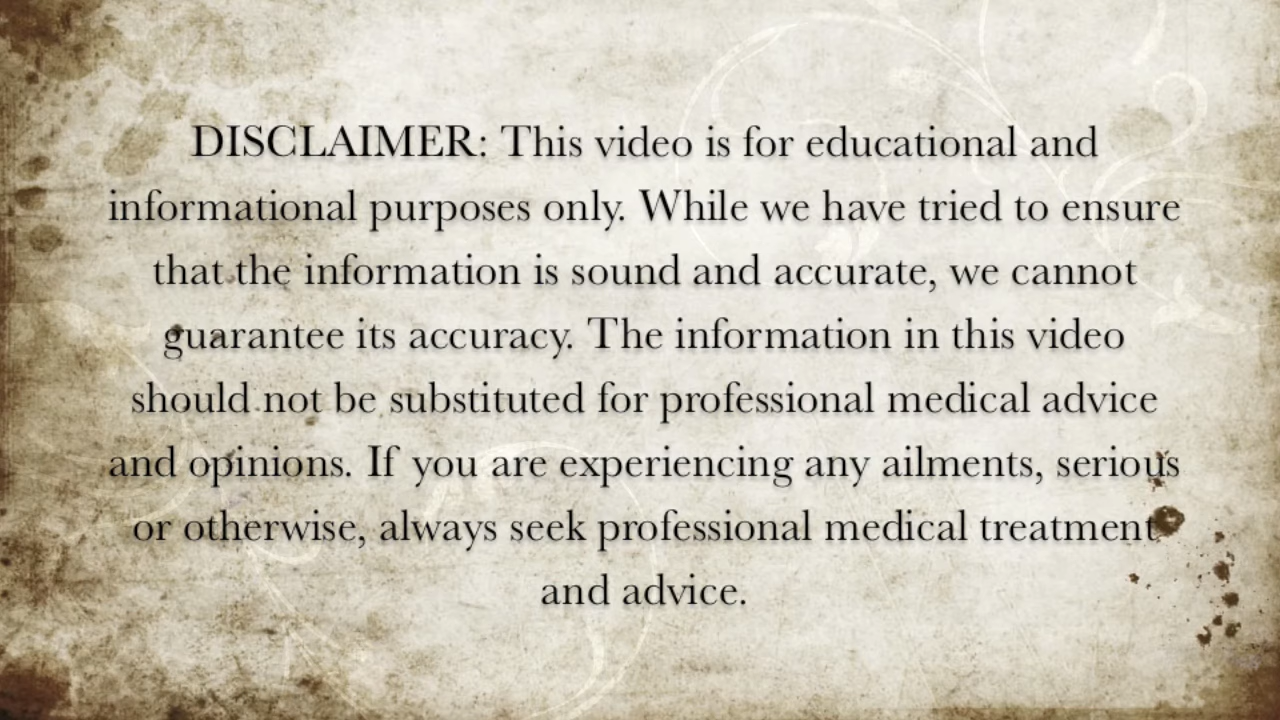 DISCLAIMER: This video is for educational and
informational purposes only. While we have tried to ensure
that the information is sound and accurate, we cannot
guarantee its accuracy. The information in this video
should not be substituted for professional medical advice
and opinions. If you are experiencing any ailments, serious
or otherwise, always seek professional medical treatment
and advice.